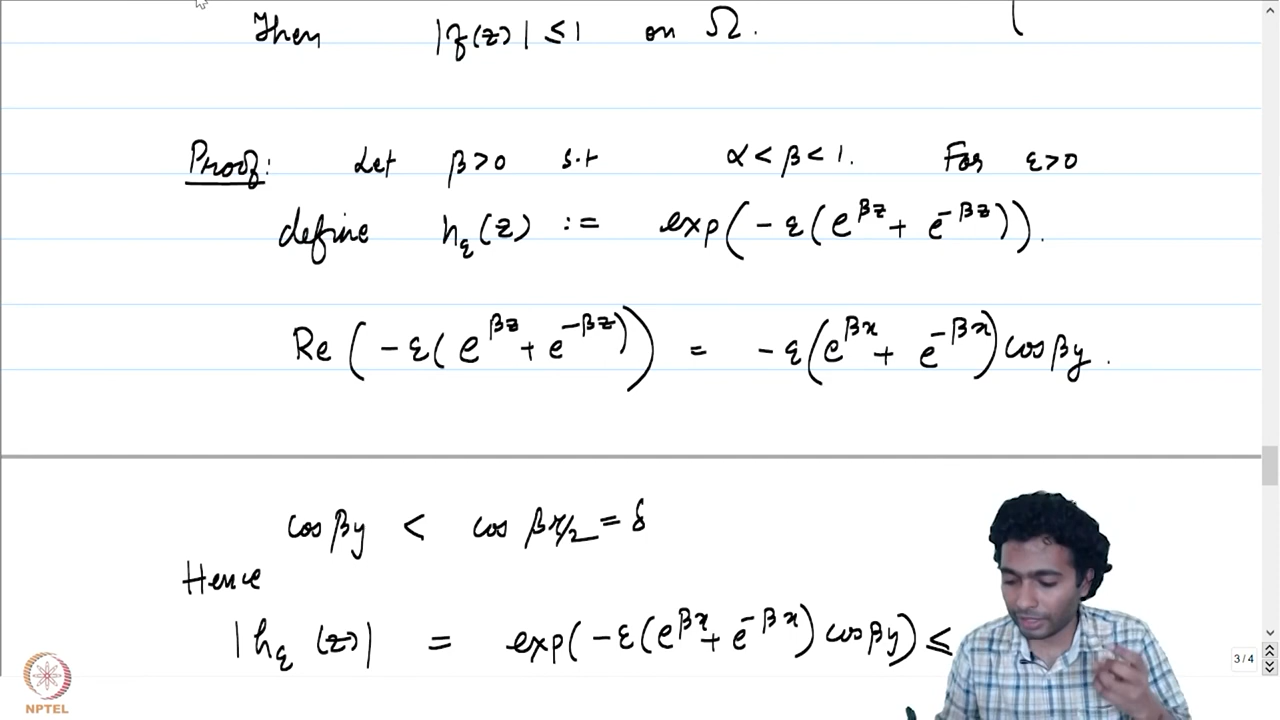 Then |f(z)| ≤ 1 on Ω.
Proof: Let β>0 s.t α < β < 1. For ε>0
define h_ε(z) := exp(-ε(e^{βz} + e^{-βz})).
Re(-ε(e^{βz} + e^{-βz})) = -ε(e^{βx} + e^{-βx}) cos βy.
cos βy < cos βπ/2 = δ
Hence
|h_ε(z)| = exp(-ε(e^{βx} + e^{-βx}) cos βy) ≤
3 / 4
NPTEL